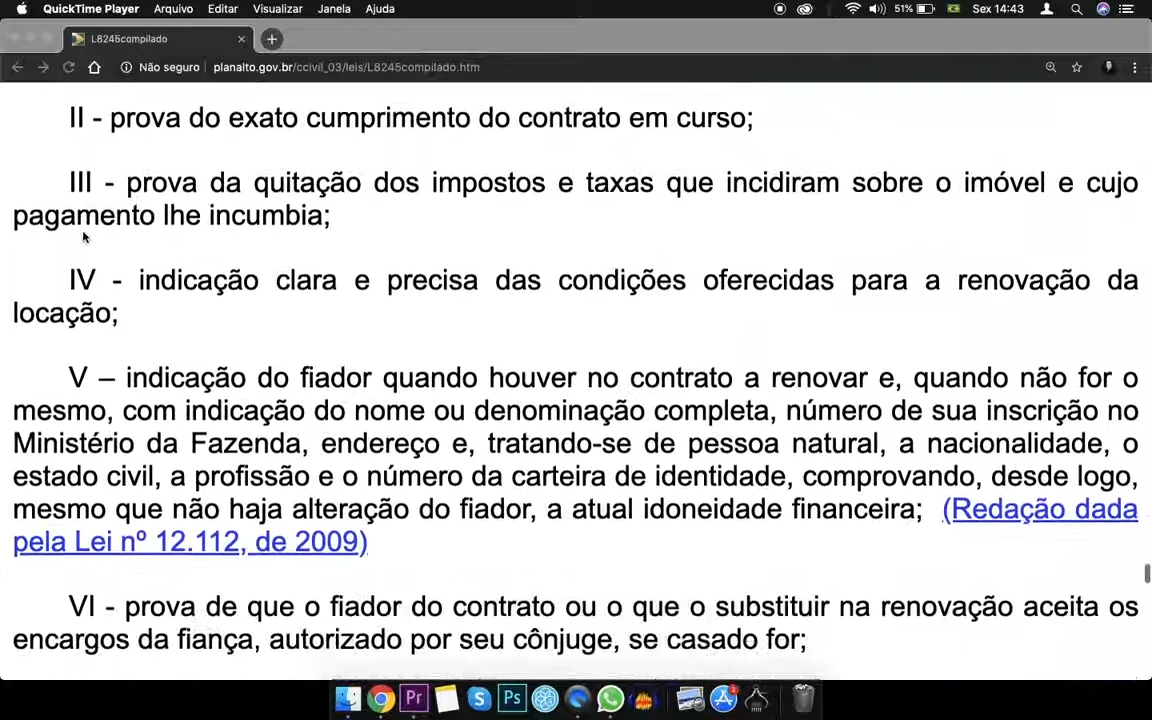 QuickTime Player Arquivo Editar Visualizar Janela Ajuda 51% Sex 14:43
L8245compilado
Não seguro planalto.gov.br/ccivil_03/leis/L8245compilado.htm
II - prova do exato cumprimento do contrato em curso;
III - prova da quitação dos impostos e taxas que incidiram sobre o imóvel e cujo
pagamento lhe incumbia;
IV - indicação clara e precisa das condições oferecidas para a renovação da
locação;
V – indicação do fiador quando houver no contrato a renovar e, quando não for o
mesmo, com indicação do nome ou denominação completa, número de sua inscrição no
Ministério da Fazenda, endereço e, tratando-se de pessoa natural, a nacionalidade, o
estado civil, a profissão e o número da carteira de identidade, comprovando, desde logo,
mesmo que não haja alteração do fiador, a atual idoneidade financeira; (Redação dada
pela Lei nº 12.112, de 2009)
VI - prova de que o fiador do contrato ou o que o substituir na renovação aceita os
encargos da fiança, autorizado por seu cônjuge, se casado for;
Pr S Ps 2